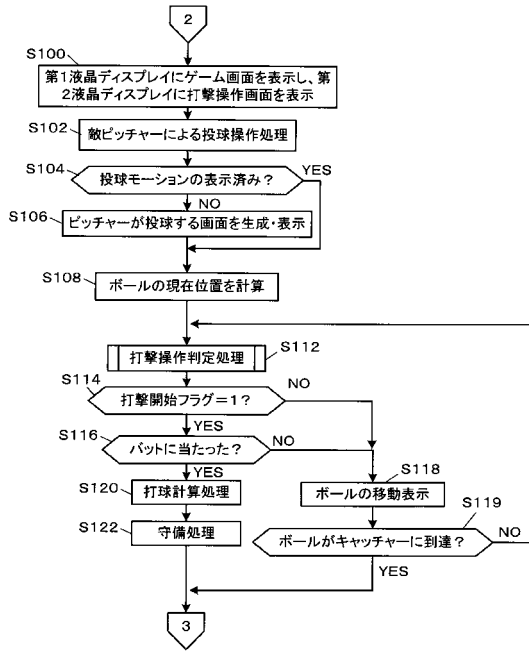 2
S100
第1液晶ディスプレイにゲーム画面を表示し、第
2液晶ディスプレイに打撃操作画面を表示
S102
敵ピッチャーによる投球操作処理
S104
投球モーションの表示済み?
YES
NO
S106
ピッチャーが投球する画面を生成・表示
S108
ボールの現在位置を計算
打撃操作判定処理
S112
S114
打撃開始フラグ=1?
NO
YES
S116
バットに当たった?
NO
YES
S118
S120
打球計算処理
ボールの移動表示
S119
S122
守備処理
ボールがキャッチャーに到達?
NO
YES
3